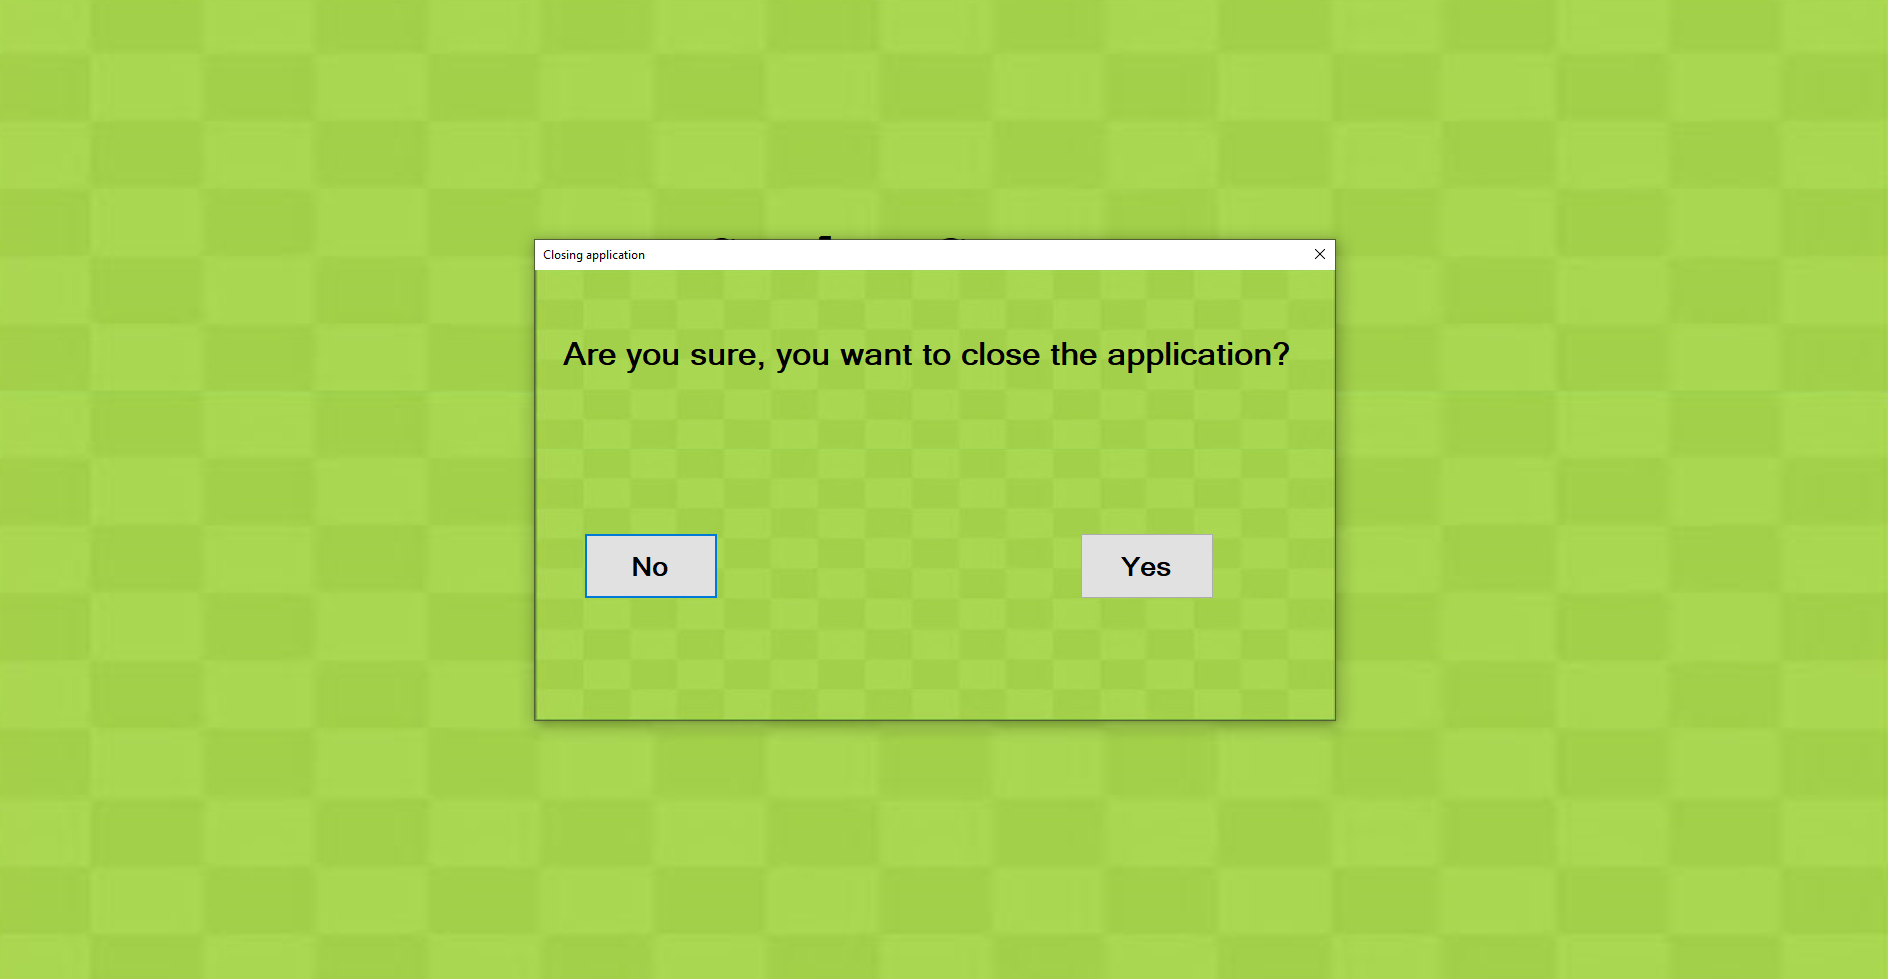 Closing application
Are you sure, you want to close the application?
No
Yes